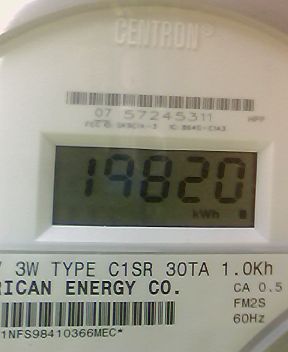 CENTRON®
07 57245311 HPP
19820
kWh
3W TYPE C1SR 30TA 1.0Kh
RICAN ENERGY CO. CA 0.5
FM2S
60Hz
1NFS98410366MEC*